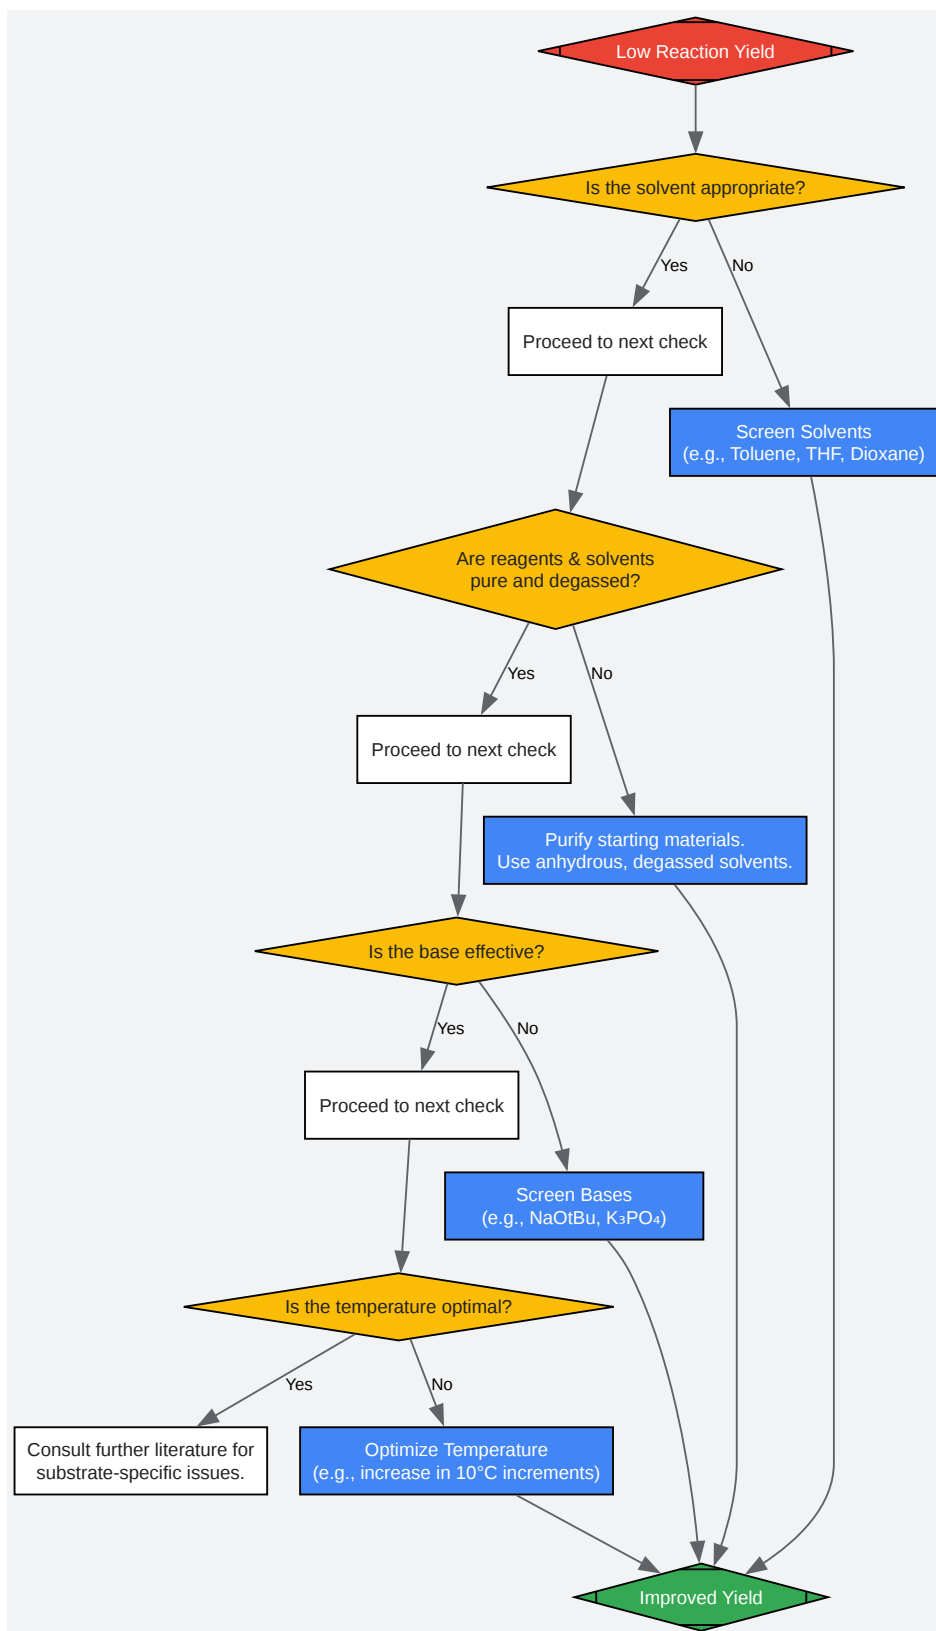 Low Reaction Yield
Is the solvent appropriate?
Yes
No
Proceed to next check
Screen Solvents
(e.g., Toluene, THF, Dioxane)
Are reagents & solvents
pure and degassed?
Yes
No
Proceed to next check
Purify starting materials.
Use anhydrous, degassed solvents.
Is the base effective?
Yes
No
Proceed to next check
Screen Bases
(e.g., NaOtBu, K₃PO₄)
Is the temperature optimal?
Yes
No
Consult further literature for
substrate-specific issues.
Optimize Temperature
(e.g., increase in 10°C increments)
Improved Yield